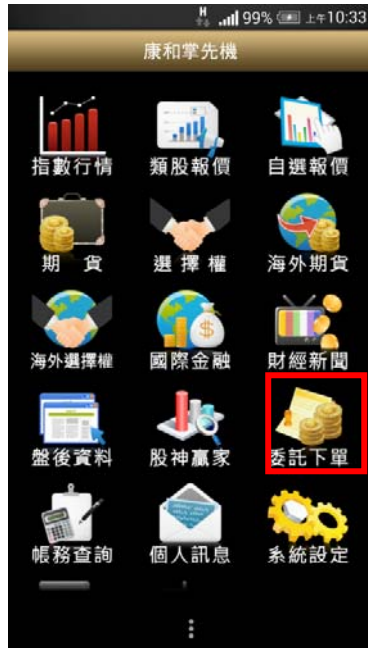 H 99% 上午10:33
康和掌先機
指數行情 類股報價 自選報價
期 貨 選擇權 海外期貨
海外選擇權 國際金融 財經新聞
盤後資料 股神贏家 委託下單
帳務查詢 個人訊息 系統設定